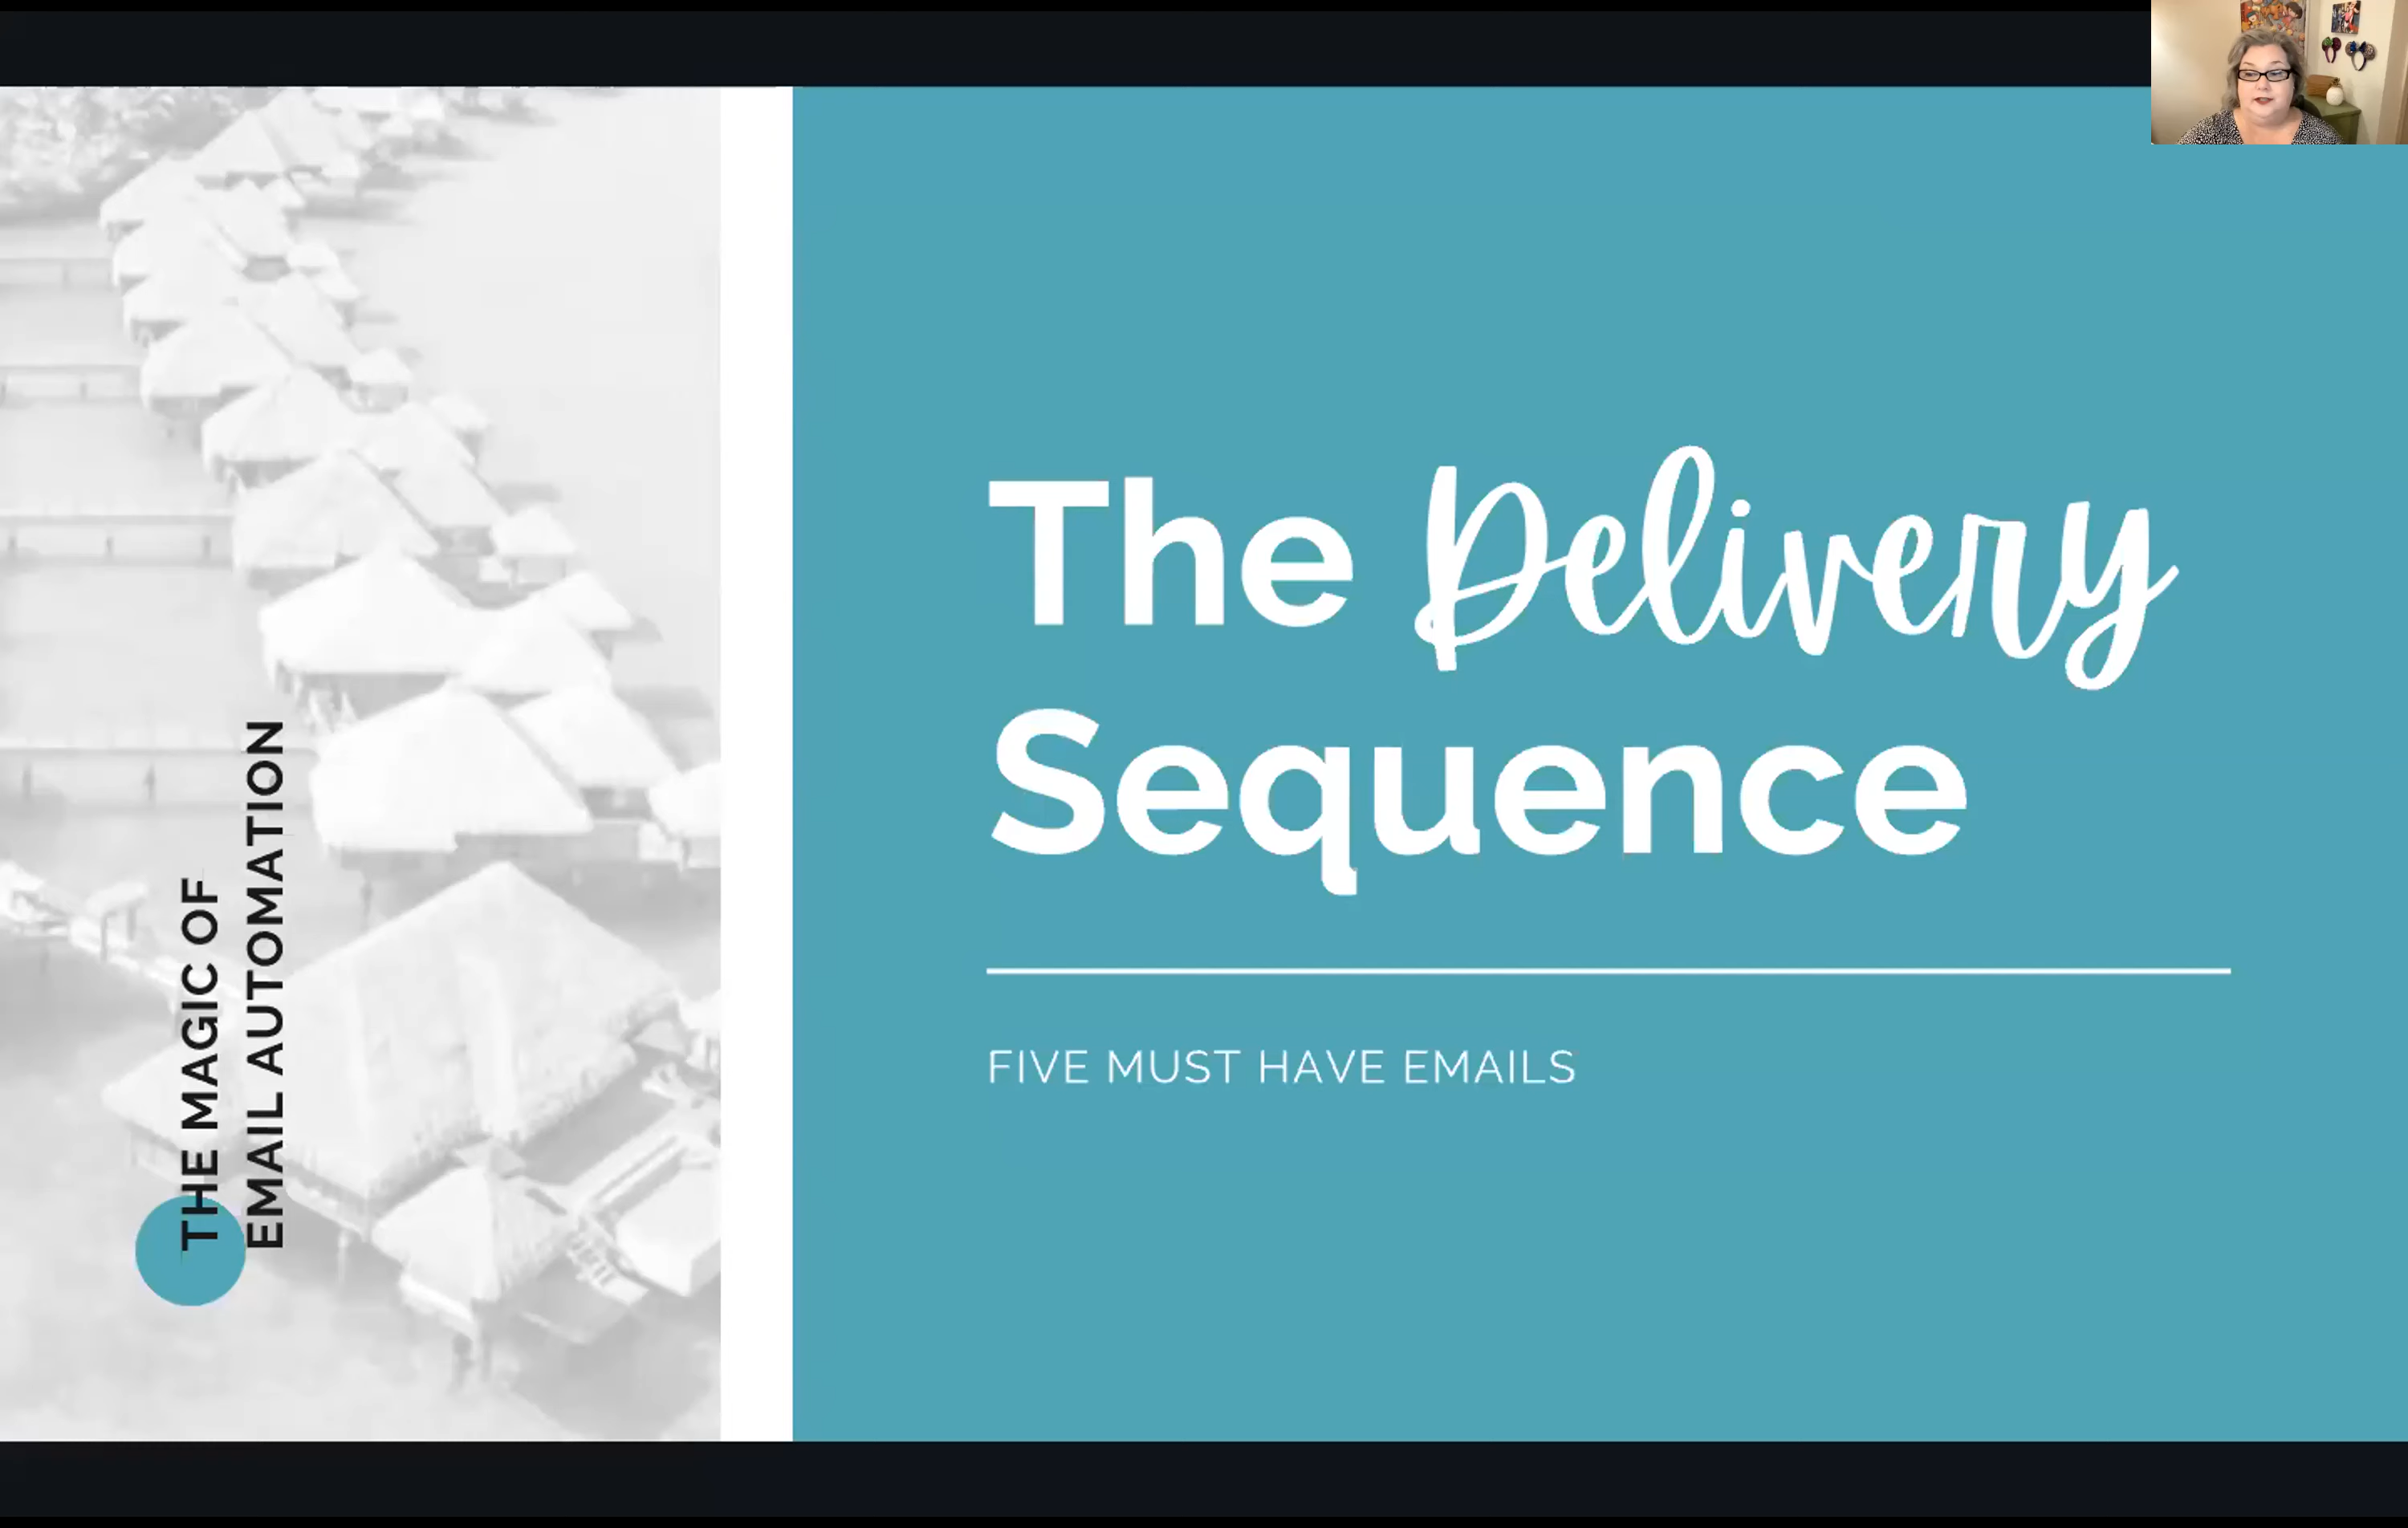 THE MAGIC OF
EMAIL AUTOMATION
The Delivery
Sequence
FIVE MUST HAVE EMAILS